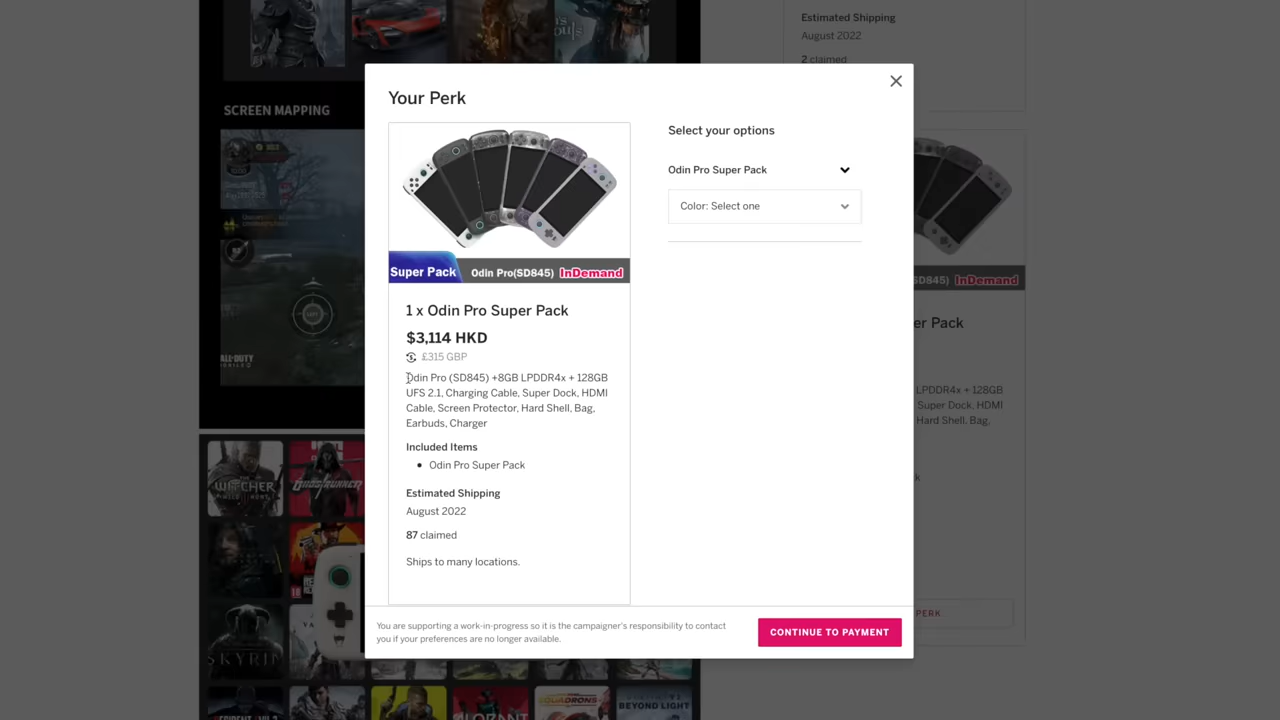 Estimated Shipping
August 2022
2 claimed
SCREEN MAPPING
Your Perk
Select your options
Odin Pro Super Pack
Color: Select one
Super Pack Odin Pro(SD845) InDemand
1 x Odin Pro Super Pack
$3,114 HKD
£315 GBP
Odin Pro (SD845) +8GB LPDDR4x + 128GB
UFS 2.1, Charging Cable, Super Dock, HDMI
Cable, Screen Protector, Hard Shell, Bag,
Earbuds, Charger
Included Items
Odin Pro Super Pack
Estimated Shipping
August 2022
87 claimed
Ships to many locations.
You are supporting a work-in-progress so it is the campaigner's responsibility to contact
you if your preferences are no longer available.
CONTINUE TO PAYMENT
D845) InDemand
er Pack
LPDDR4x + 128GB
Super Dock, HDMI
Hard Shell, Bag,
PERK
WITCHER
GHOSTRUNNER
SKYRIM
SQUADRONS
BEYOND LIGHT